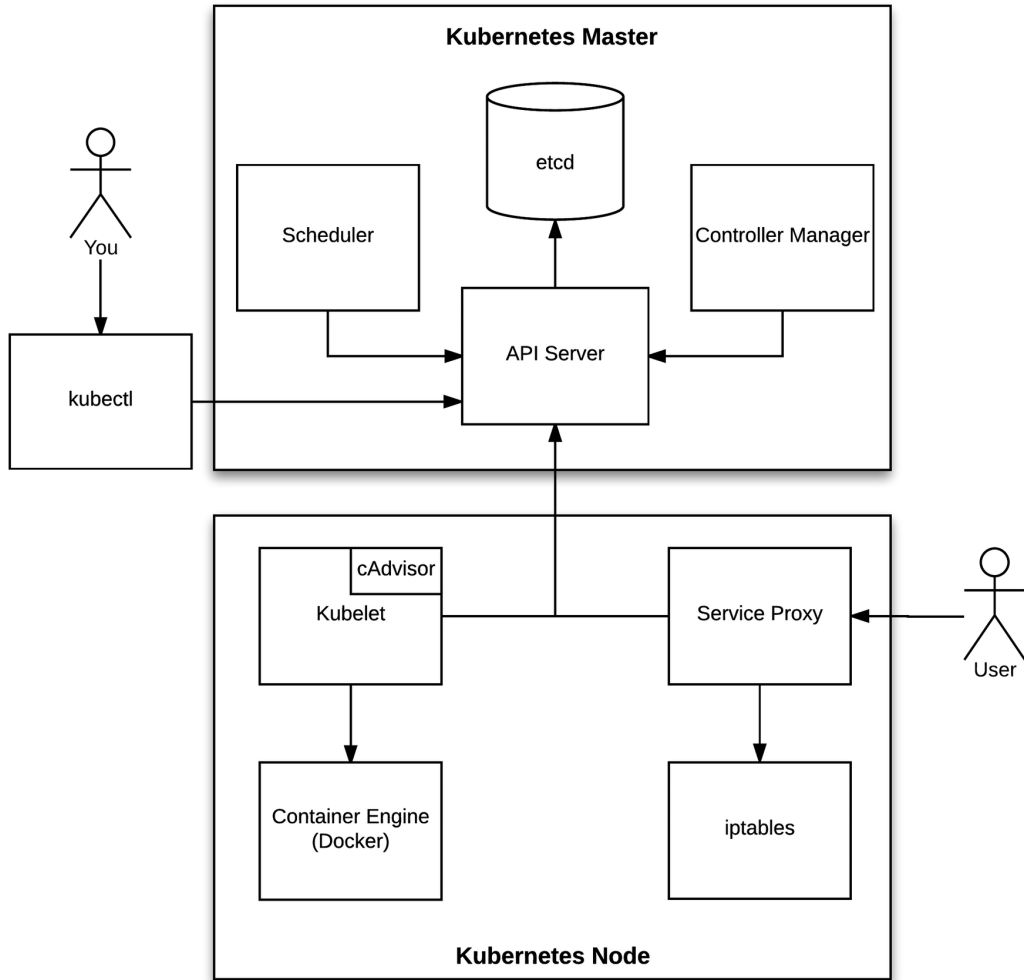 Kubernetes Master
etcd
Scheduler
Controller Manager
You
API Server
kubectl
cAdvisor
Kubelet
Service Proxy
User
Container Engine
(Docker)
iptables
Kubernetes Node